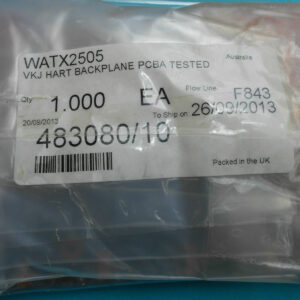 WATX2505 Australia
VKJ HART BACKPLANE PCBA TESTED
Qty 1.000 EA Flow Line F843
20/09/2013 To Ship on 26/09/2013
483080/10
Packed in the UK